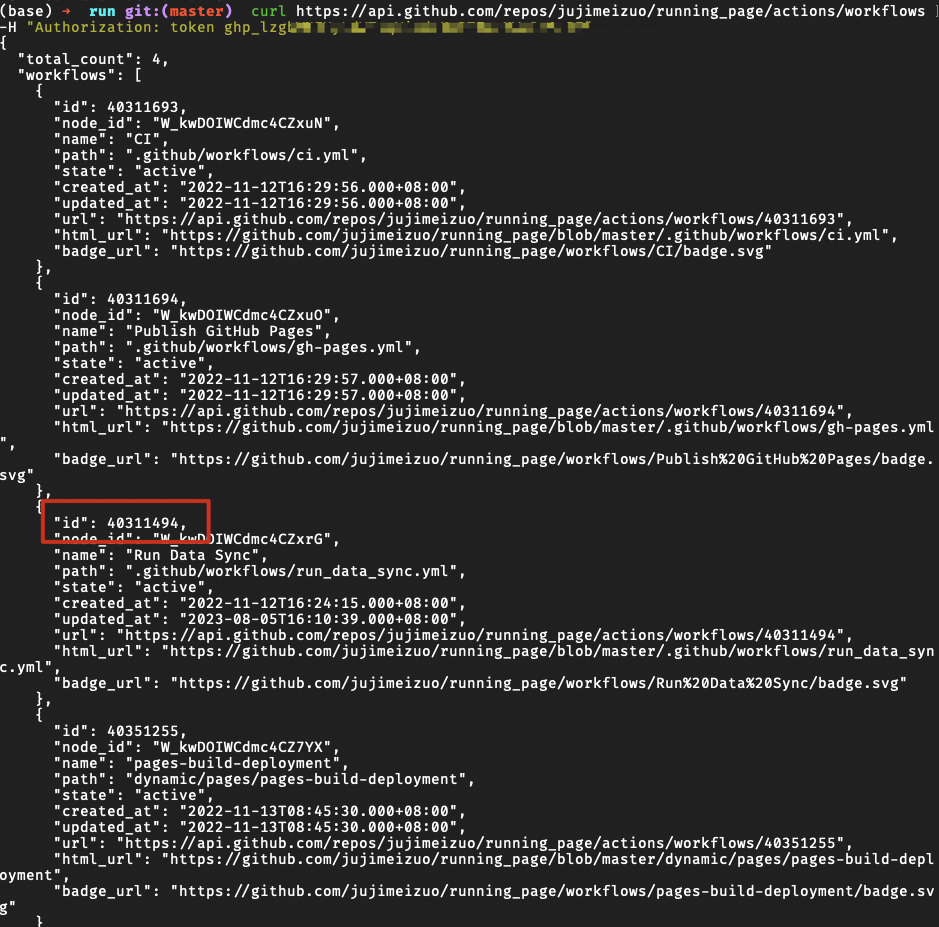 (base) → run git:(master) curl https://api.github.com/repos/jujimeizuo/running_page/actions/workflows
-H "Authorization: token ghp_lzg
{
"total_count": 4,
"workflows": [
{
"id": 40311693,
"node_id": "W_kwDOIWCdmc4CZxuN",
"name": "CI",
"path": ".github/workflows/ci.yml",
"state": "active",
"created_at": "2022-11-12T16:29:56.000+08:00",
"updated_at": "2022-11-12T16:29:56.000+08:00",
"url": "https://api.github.com/repos/jujimeizuo/running_page/actions/workflows/40311693",
"html_url": "https://github.com/jujimeizuo/running_page/blob/master/.github/workflows/ci.yml",
"badge_url": "https://github.com/jujimeizuo/running_page/workflows/CI/badge.svg"
},
{
"id": 40311694,
"node_id": "W_kwDOIWCdmc4CZxuO",
"name": "Publish GitHub Pages",
"path": ".github/workflows/gh-pages.yml",
"state": "active",
"created_at": "2022-11-12T16:29:57.000+08:00",
"updated_at": "2022-11-12T16:29:57.000+08:00",
"url": "https://api.github.com/repos/jujimeizuo/running_page/actions/workflows/40311694",
"html_url": "https://github.com/jujimeizuo/running_page/blob/master/.github/workflows/gh-pages.yml
",
"badge_url": "https://github.com/jujimeizuo/running_page/workflows/Publish%20GitHub%20Pages/badge.
svg"
},
{
"id": 40311494,
"node_id": "W_kwDOIWCdmc4CZxrG",
"name": "Run Data Sync",
"path": ".github/workflows/run_data_sync.yml",
"state": "active",
"created_at": "2022-11-12T16:24:15.000+08:00",
"updated_at": "2023-08-05T16:10:39.000+08:00",
"url": "https://api.github.com/repos/jujimeizuo/running_page/actions/workflows/40311494",
"html_url": "https://github.com/jujimeizuo/running_page/blob/master/.github/workflows/run_data_syn
c.yml",
"badge_url": "https://github.com/jujimeizuo/running_page/workflows/Run%20Data%20Sync/badge.svg"
},
{
"id": 40351255,
"node_id": "W_kwDOIWCdmc4CZ7YX",
"name": "pages-build-deployment",
"path": "dynamic/pages/pages-build-deployment",
"state": "active",
"created_at": "2022-11-13T08:45:30.000+08:00",
"updated_at": "2022-11-13T08:45:30.000+08:00",
"url": "https://api.github.com/repos/jujimeizuo/running_page/actions/workflows/40351255",
"html_url": "https://github.com/jujimeizuo/running_page/blob/master/dynamic/pages/pages-build-depl
oyment",
"badge_url": "https://github.com/jujimeizuo/running_page/workflows/pages-build-deployment/badge.sv
g"
}